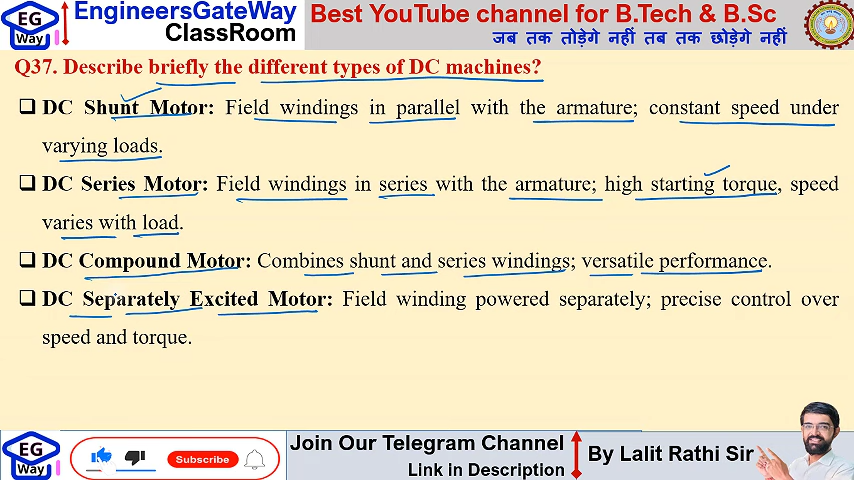 EG
Way
EngineersGateWay
ClassRoom
Best YouTube channel for B.Tech & B.Sc
जब तक तोड़ेगे नहीं तब तक छोड़ेगे नहीं
Q37. Describe briefly the different types of DC machines?
❑ DC Shunt Motor: Field windings in parallel with the armature; constant speed under
varying loads.
❑ DC Series Motor: Field windings in series with the armature; high starting torque, speed
varies with load.
❑ DC Compound Motor: Combines shunt and series windings; versatile performance.
❑ DC Separately Excited Motor: Field winding powered separately; precise control over
speed and torque.
EG
Way
Subscribe
Join Our Telegram Channel
Link in Description
By Lalit Rathi Sir